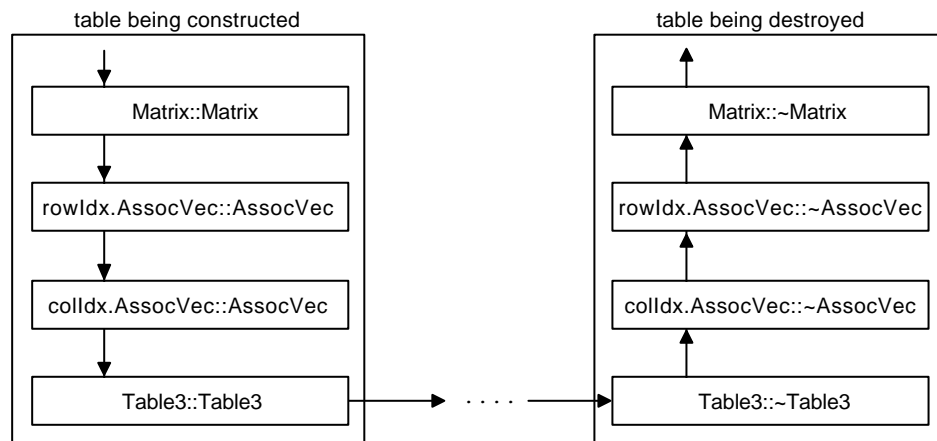 table being constructed
Matrix::Matrix
rowIdx.AssocVec::AssocVec
colIdx.AssocVec::AssocVec
Table3::Table3
. . . .
table being destroyed
Matrix::~Matrix
rowIdx.AssocVec::~AssocVec
colIdx.AssocVec::~AssocVec
Table3::~Table3